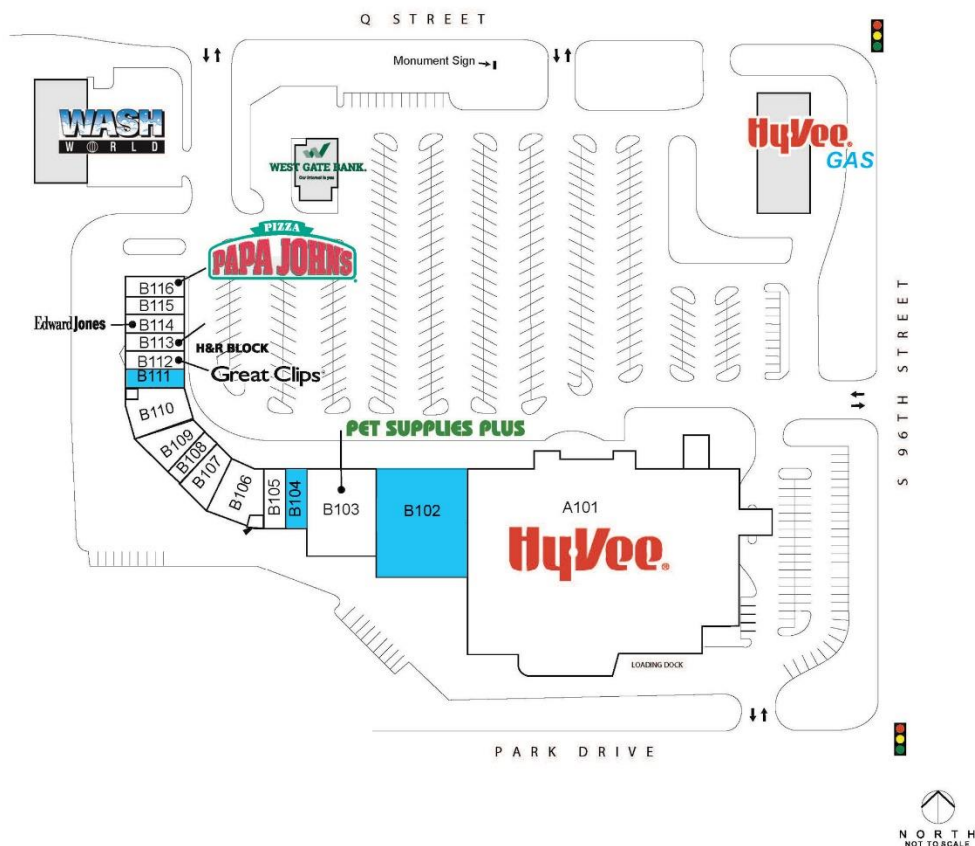 Q STREET
Monument Sign
WASH
WORLD
WEST GATE BANK.
HyVee.
GAS
PIZZA
PAPA JOHN'S
B116
B115
Edward Jones
B114
B113
H&R BLOCK
B112
Great Clips
B111
B110
PET SUPPLIES PLUS
B109
B108
B107
B106
B105
B104
B103
B102
A101
HyVee®
S 96TH STREET
LOADING DOCK
PARK DRIVE
NORTH
NOT TO SCALE